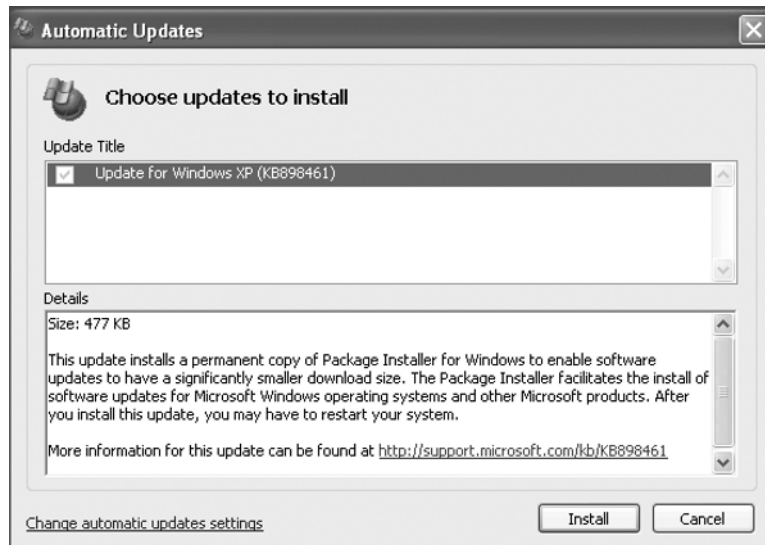 Automatic Updates
Choose updates to install
Update Title
Update for Windows XP (KB898461)
Details
Size: 477 KB
This update installs a permanent copy of Package Installer for Windows to enable software
updates to have a significantly smaller download size. The Package Installer facilitates the install of
software updates for Microsoft Windows operating systems and other Microsoft products. After
you install this update, you may have to restart your system.
More information for this update can be found at http://support.microsoft.com/kb/KB898461
Change automatic updates settings
Install
Cancel